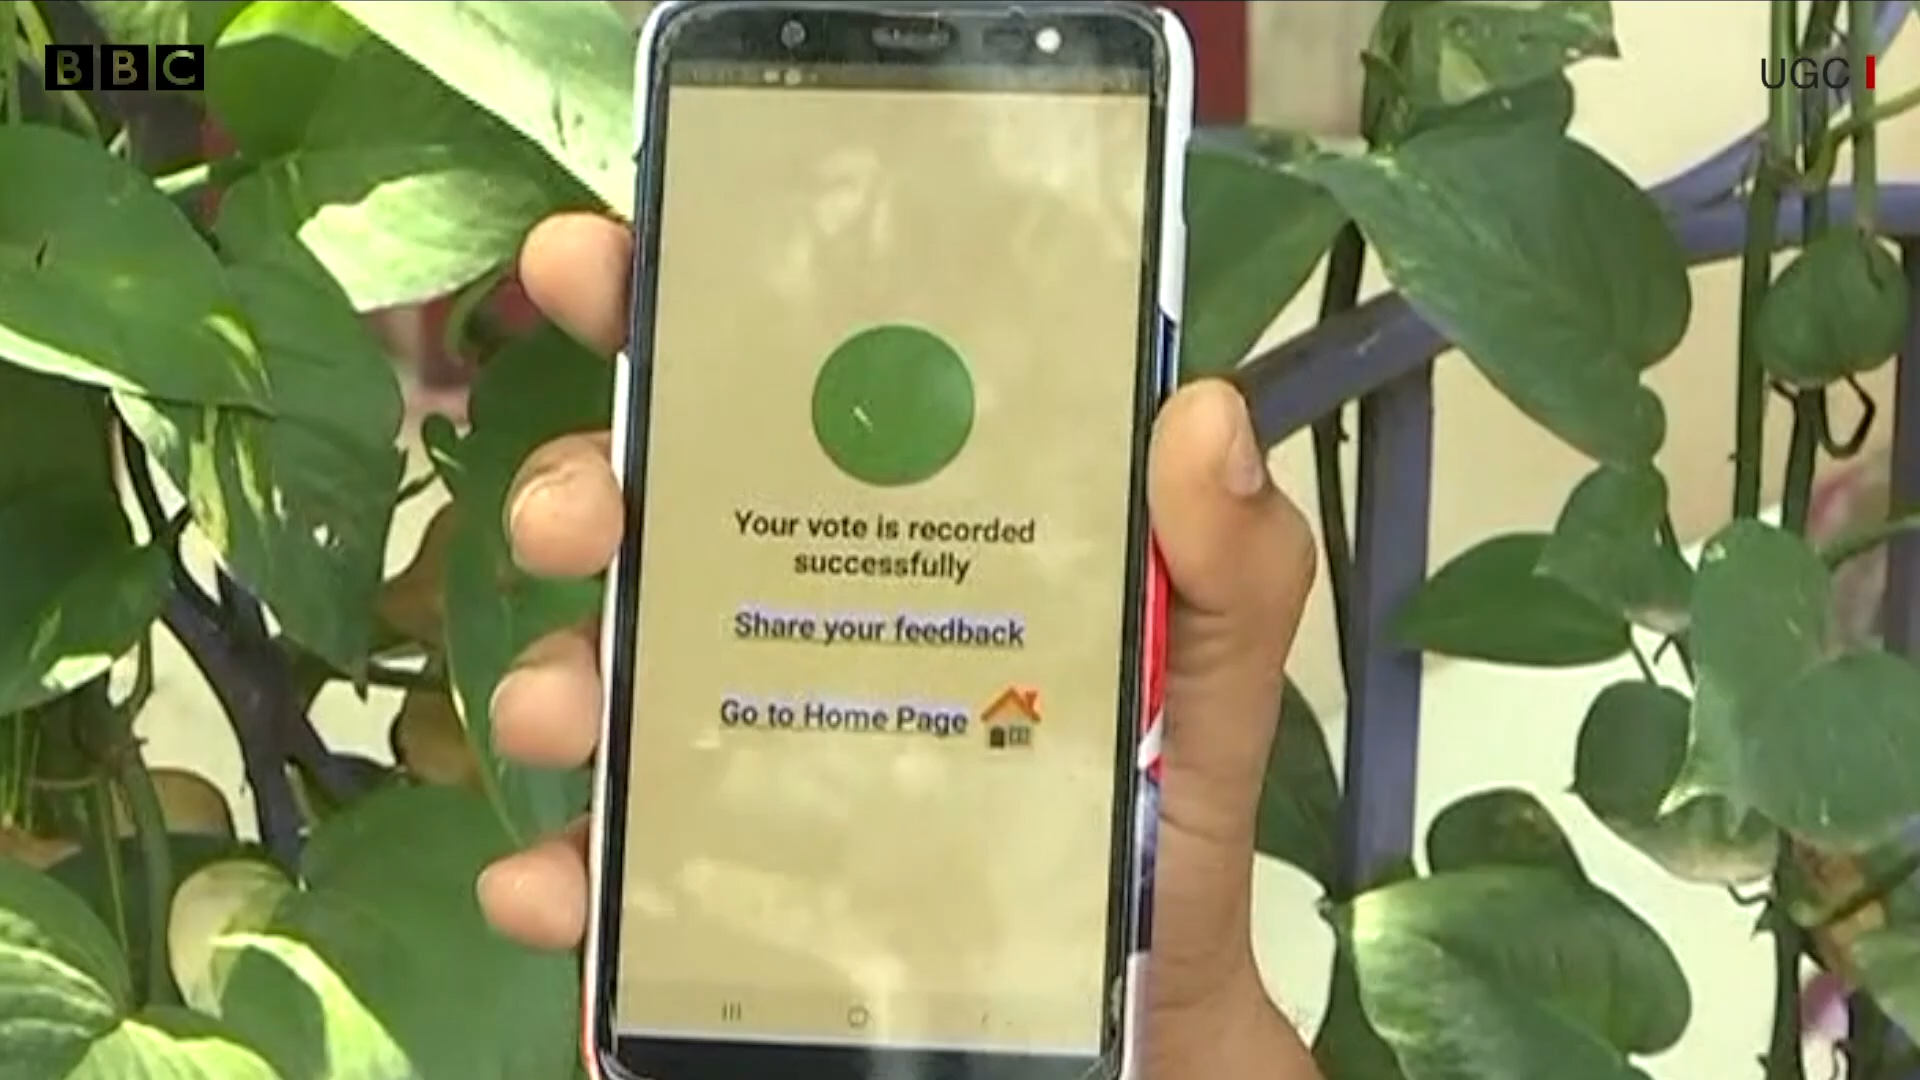 BBC
UGC
Your vote is recorded
successfully
Share your feedback
Go to Home Page